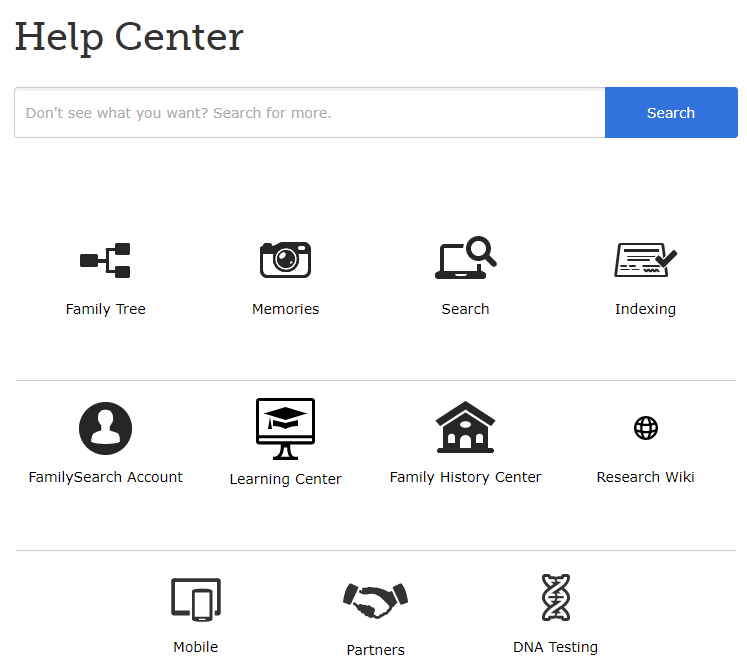 Help Center
Don't see what you want? Search for more.
Search
Family Tree
Memories
Search
Indexing
FamilySearch Account
Learning Center
Family History Center
Research Wiki
Mobile
Partners
DNA Testing